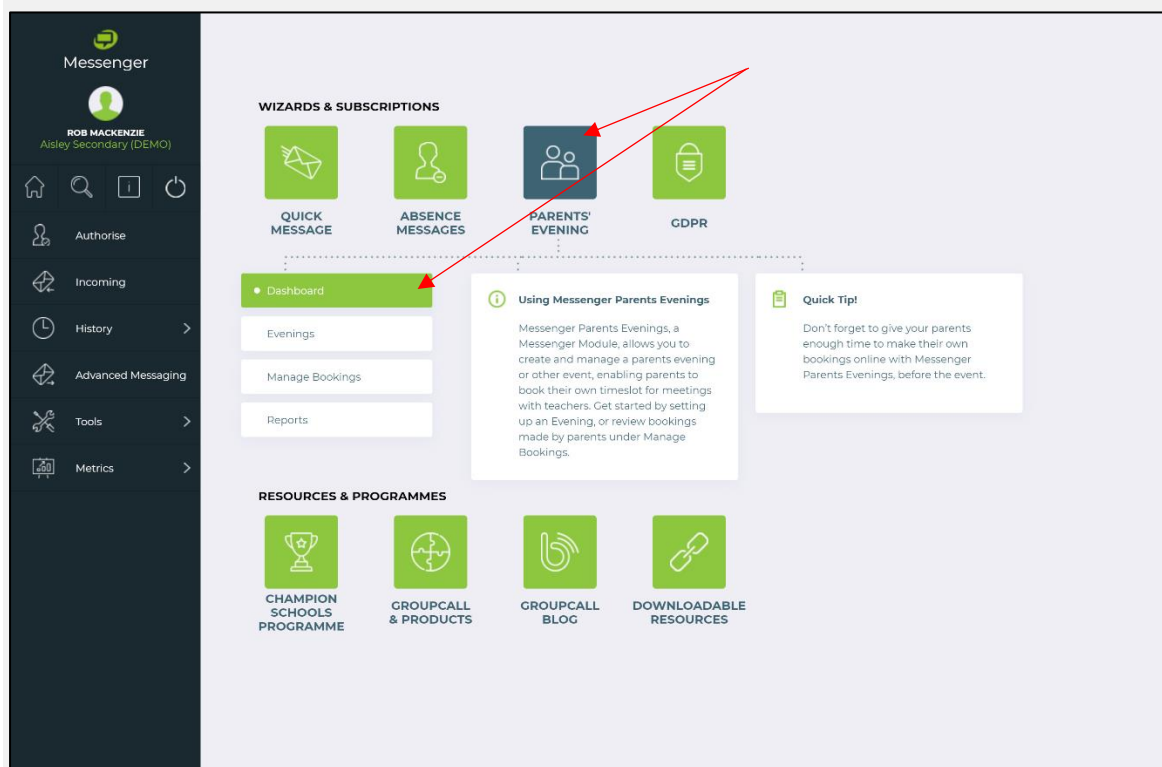 Messenger
ROB MACKENZIE
Aisley Secondary (DEMO)
Authorise
Incoming
History
Advanced Messaging
Tools
Metrics
WIZARDS & SUBSCRIPTIONS
QUICK
MESSAGE
ABSENCE
MESSAGES
PARENTS'
EVENING
GDPR
Dashboard
Evenings
Manage Bookings
Reports
Using Messenger Parents Evenings
Messenger Parents Evenings, a
Messenger Module, allows you to
create and manage a parents evening
or other event, enabling parents to
book their own timeslot for meetings
with teachers. Get started by setting
up an Evening, or review bookings
made by parents under Manage
Bookings.
Quick Tip!
Don't forget to give your parents
enough time to make their own
bookings online with Messenger
Parents Evenings, before the event.
RESOURCES & PROGRAMMES
CHAMPION
SCHOOLS
PROGRAMME
GROUPCALL
& PRODUCTS
GROUPCALL
BLOG
DOWNLOADABLE
RESOURCES